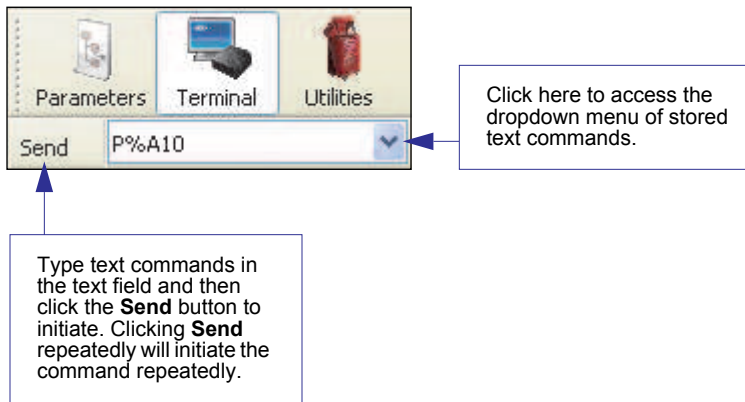 Parameters Terminal Utilities
Send P%A10
Click here to access the
dropdown menu of stored
text commands.
Type text commands in
the text field and then
click the Send button to
initiate. Clicking Send
repeatedly will initiate the
command repeatedly.